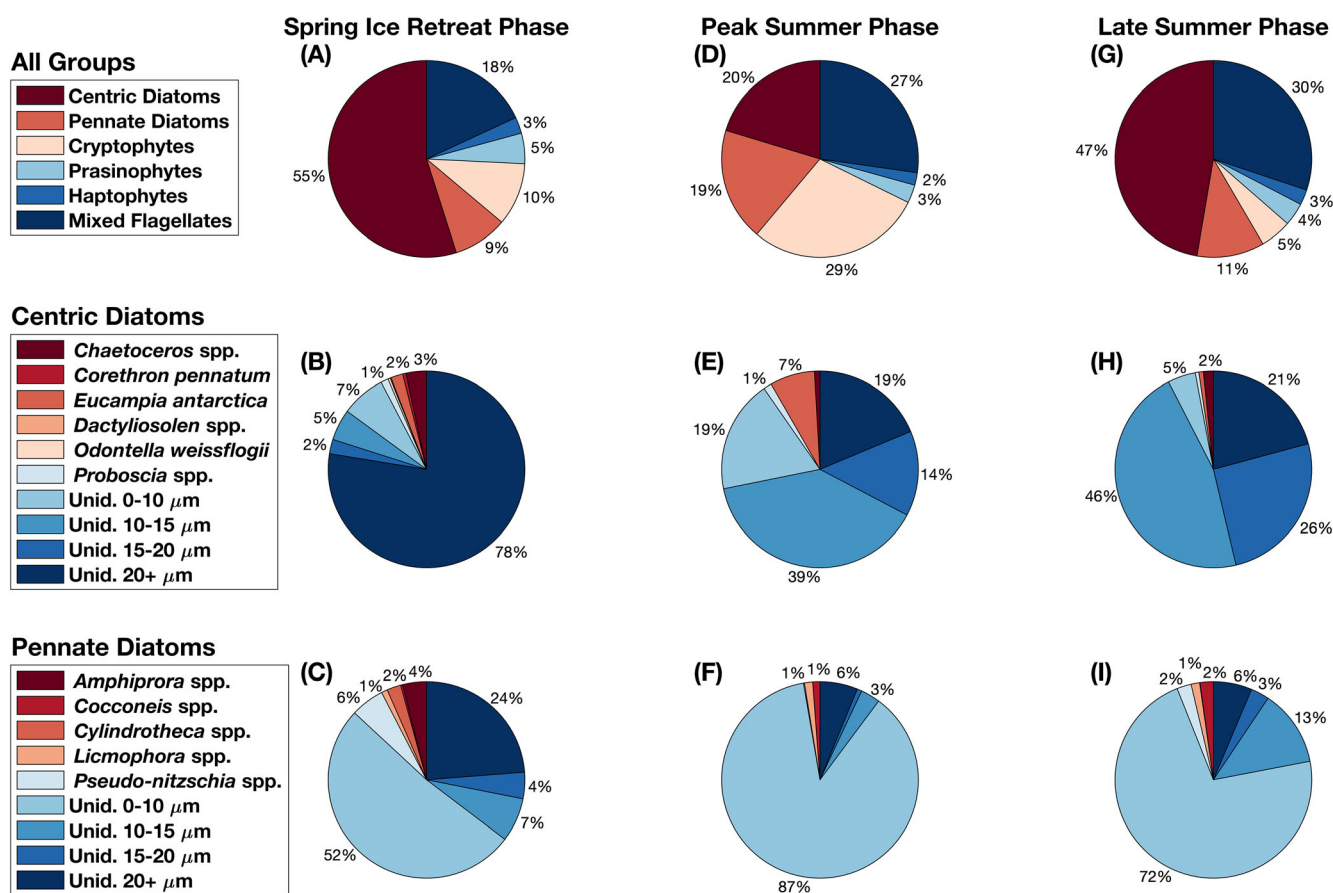 Spring Ice Retreat Phase
Peak Summer Phase
Late Summer Phase
All Groups
Centric Diatoms
Pennate Diatoms
Cryptophytes
Prasinophytes
Haptophytes
Mixed Flagellates
(A)
18%
3%
5%
10%
9%
55%
(D)
20%
27%
2%
3%
29%
19%
(G)
30%
3%
4%
5%
11%
47%
Centric Diatoms
Chaetoceros spp.
Corethron pennatum
Eucampia antarctica
Dactyliosolen spp.
Odontella weissflogii
Proboscia spp.
Unid. 0-10 μm
Unid. 10-15 μm
Unid. 15-20 μm
Unid. 20+ μm
(B)
1%
2%
3%
7%
5%
2%
78%
(E)
1%
7%
19%
19%
14%
39%
(H)
5%
2%
21%
46%
26%
Pennate Diatoms
Amphiprora spp.
Cocconeis spp.
Cylindrotheca spp.
Licmophora spp.
Pseudo-nitzschia spp.
Unid. 0-10 μm
Unid. 10-15 μm
Unid. 15-20 μm
Unid. 20+ μm
(C)
6%
1%
2%
4%
24%
4%
7%
52%
(F)
1%
1%
6%
3%
87%
(I)
2%
1%
2%
6%
3%
13%
72%